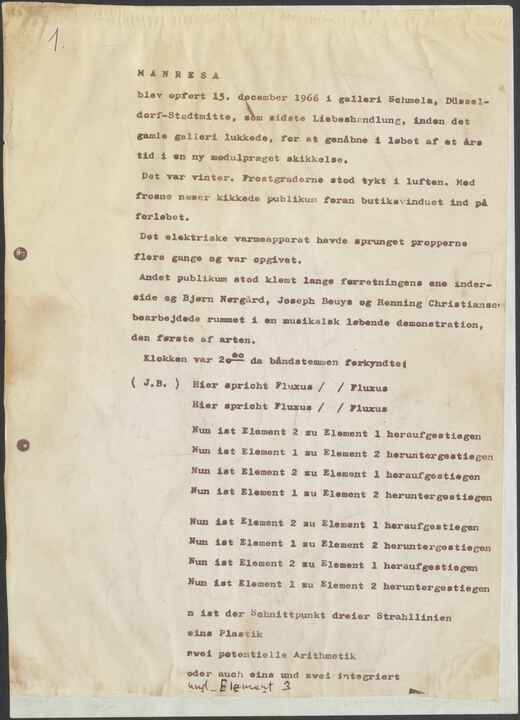 1.
MANRESA
blev opført 15. december 1966 i galleri Schmela, Düssel-
dorf-Stadtmitte, som sidste Liebeshandlung, inden det
gamle galleri lukkede, for at genåbne i løbet af et års
tid i en ny modulpræget skikkelse.
Det var vinter. Frostgraderne stod tykt i luften. Med
frosne næser kikkede publikum foran butiksvinduet ind på
forløbet.
Det elektriske varmeapparat havde sprunget propperne
flere gange og var opgivet.
Andet publikum stod klemt langs forretningens ene inder-
side og Bjørn Nørgård, Joseph Beuys og Henning Christiansen
bearbejdede rummet i en musikalsk løbende demonstration,
den første af arten.
Klokken var 20⁰⁰ da båndstemmen forkyndte:
( J.B. ) Hier spricht Fluxus / / Fluxus
Hier spricht Fluxus / / Fluxus
Nun ist Element 2 zu Element 1 heraufgestiegen
Nun ist Element 1 zu Element 2 heruntergestiegen
Nun ist Element 2 zu Element 1 heraufgestiegen
Nun ist Element 1 zu Element 2 heruntergestiegen
Nun ist Element 2 zu Element 1 heraufgestiegen
Nun ist Element 1 zu Element 2 heruntergestiegen
Nun ist Element 2 zu Element 1 heraufgestiegen
Nun ist Element 1 zu Element 2 heruntergestiegen
n ist der Schnittpunkt dreier Strahllinien
eins Plastik
zwei potentielle Arithmetik
oder auch eins und zwei integriert
und Element 3